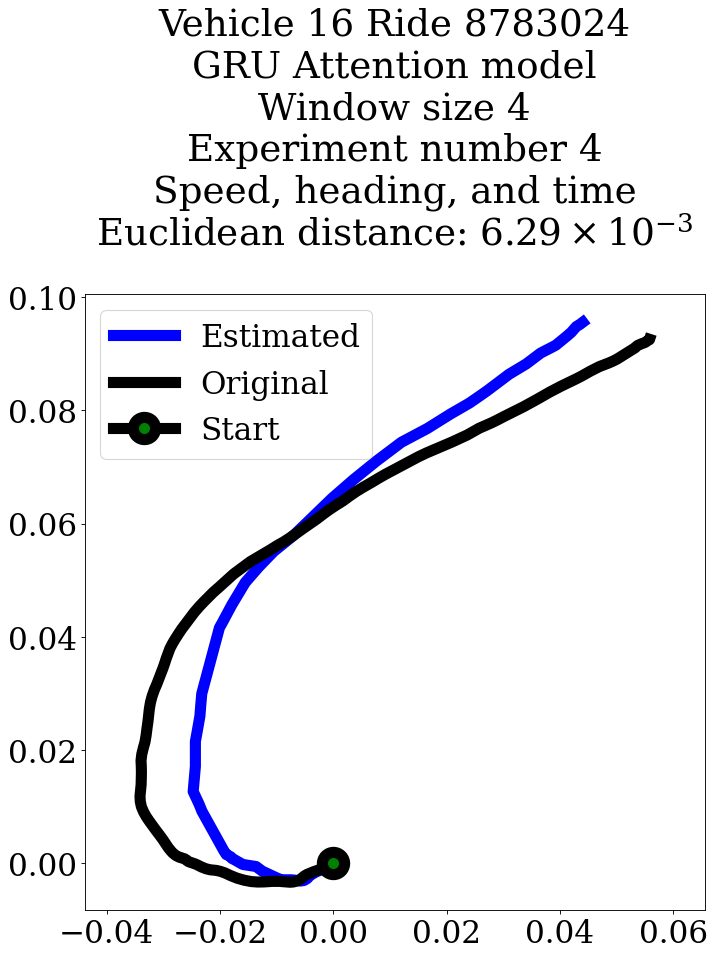 Vehicle 16 Ride 8783024
GRU Attention model
Window size 4
Experiment number 4
Speed, heading, and time
Euclidean distance: 6.29 × 10⁻³
Estimated
Original
Start
0.10
0.08
0.06
0.04
0.02
0.00
−0.04 −0.02 0.00 0.02 0.04 0.06